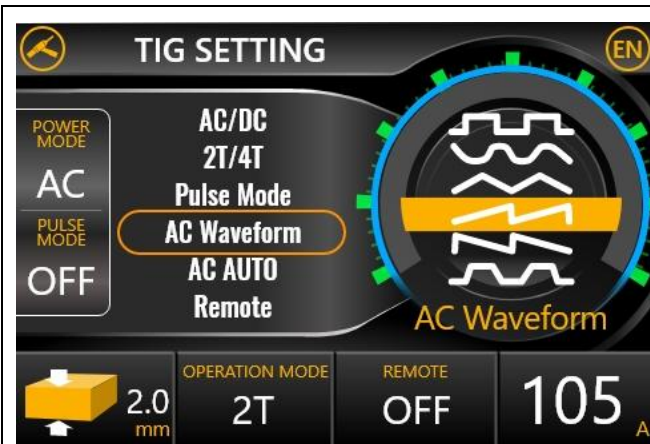 TIG SETTING
EN
POWER
MODE
AC
PULSE
MODE
OFF
AC/DC
2T/4T
Pulse Mode
AC Waveform
AC AUTO
Remote
AC Waveform
2.0
mm
OPERATION MODE
2T
REMOTE
OFF
105
A